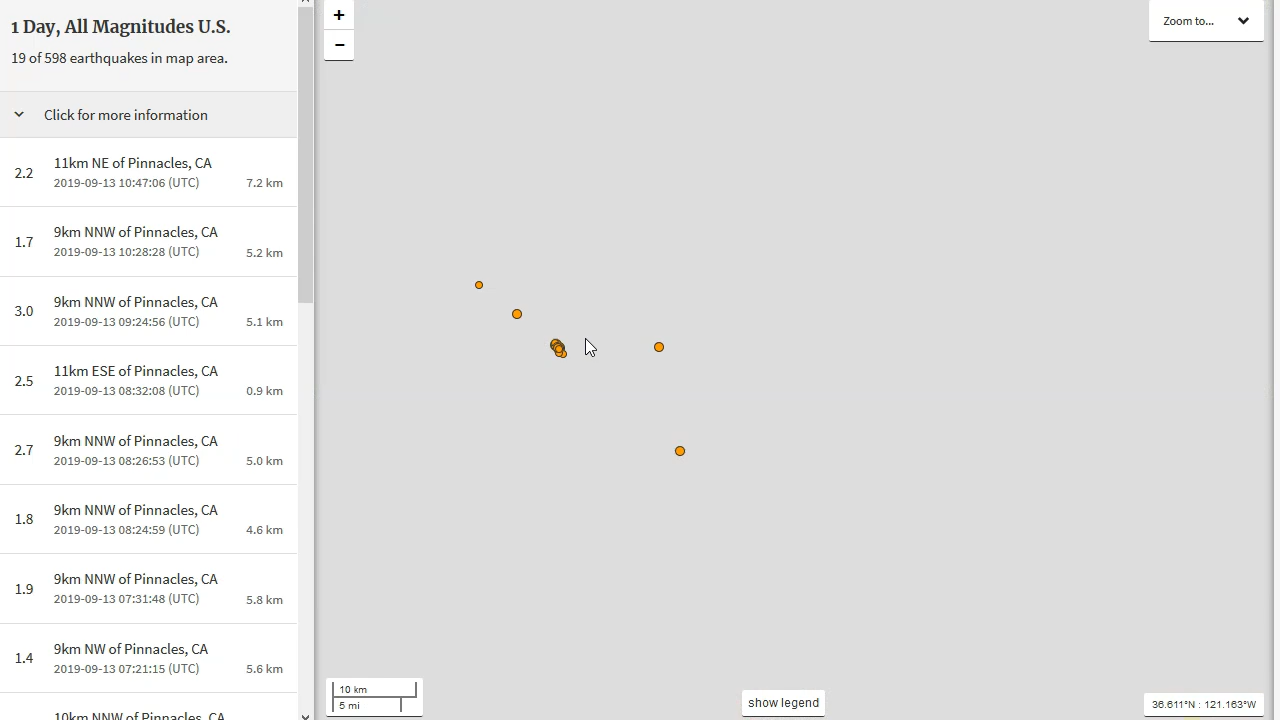 1 Day, All Magnitudes U.S.
19 of 598 earthquakes in map area.
Click for more information
2.2
11km NE of Pinnacles, CA
2019-09-13 10:47:06 (UTC)
7.2 km
1.7
9km NNW of Pinnacles, CA
2019-09-13 10:28:28 (UTC)
5.2 km
3.0
9km NNW of Pinnacles, CA
2019-09-13 09:24:56 (UTC)
5.1 km
2.5
11km ESE of Pinnacles, CA
2019-09-13 08:32:08 (UTC)
0.9 km
2.7
9km NNW of Pinnacles, CA
2019-09-13 08:26:53 (UTC)
5.0 km
1.8
9km NNW of Pinnacles, CA
2019-09-13 08:24:59 (UTC)
4.6 km
1.9
9km NNW of Pinnacles, CA
2019-09-13 07:31:48 (UTC)
5.8 km
1.4
9km NW of Pinnacles, CA
2019-09-13 07:21:15 (UTC)
5.6 km
10km NNW of Pinnacles, CA
+
−
Zoom to...
10 km
5 mi
show legend
36.611°N : 121.163°W